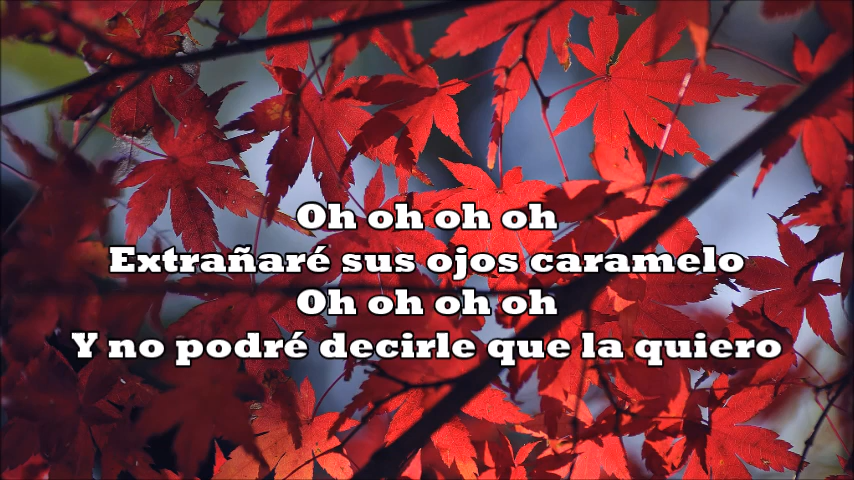 Oh oh oh oh
Extrañaré sus ojos caramelo
Oh oh oh oh
Y no podré decirle que la quiero